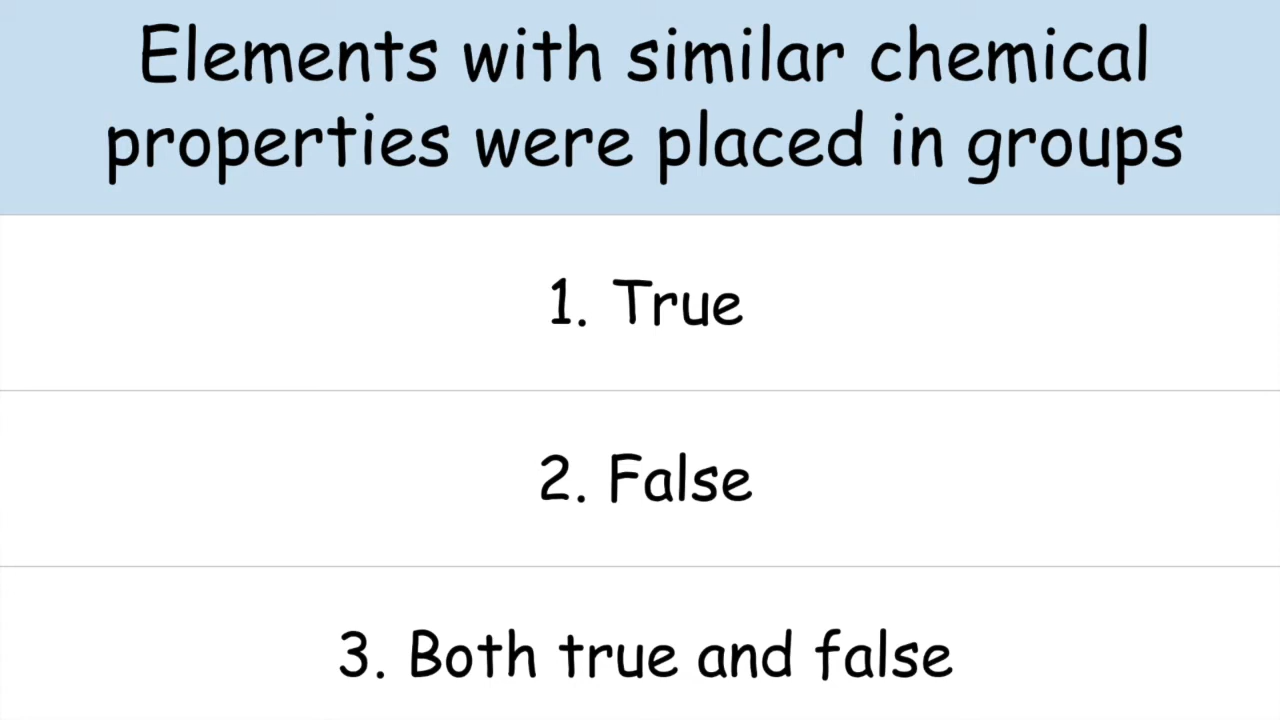 Elements with similar chemical
properties were placed in groups
1. True
2. False
3. Both true and false